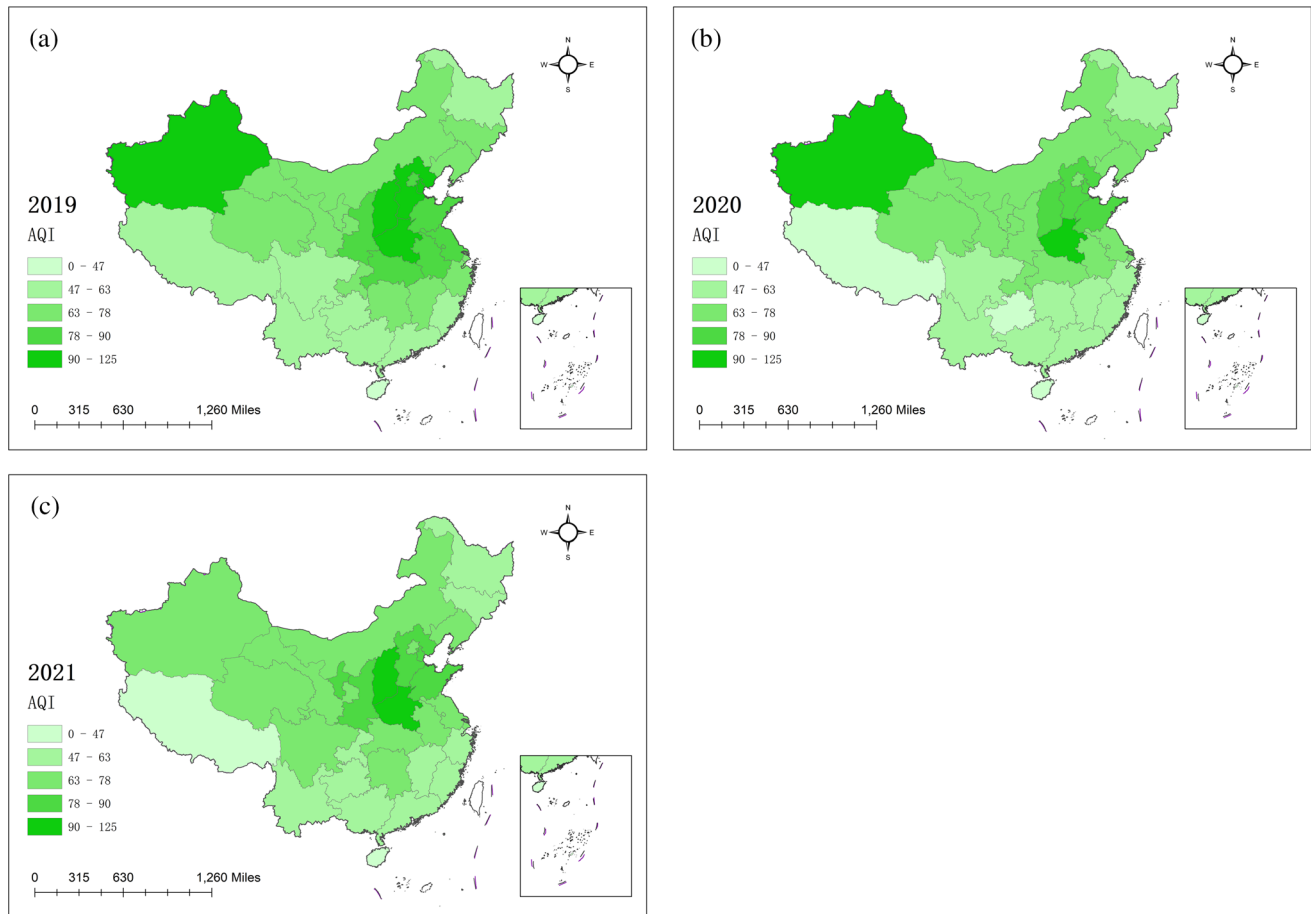 (a)
N
W E
S
2019
AQI
0 - 47
47 - 63
63 - 78
78 - 90
90 - 125
0 315 630 1,260 Miles
(b)
N
W E
S
2020
AQI
0 - 47
47 - 63
63 - 78
78 - 90
90 - 125
0 315 630 1,260 Miles
(c)
N
W E
S
2021
AQI
0 - 47
47 - 63
63 - 78
78 - 90
90 - 125
0 315 630 1,260 Miles